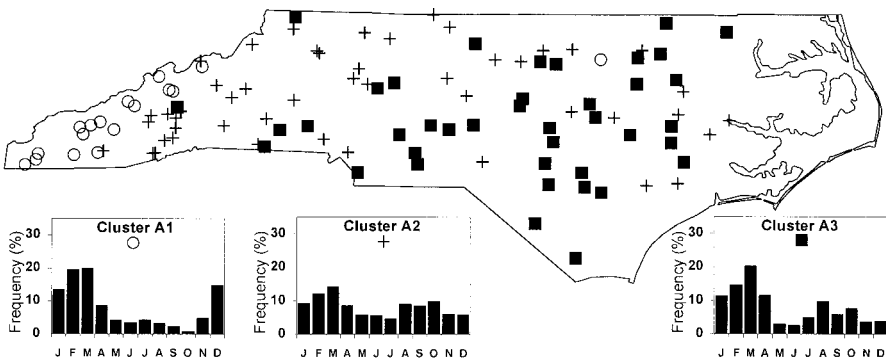 Cluster A1
Frequency (%)
30
20
10
0
J F M A M J J A S O N D
Cluster A2
Frequency (%)
30
20
10
0
J F M A M J J A S O N D
Cluster A3
Frequency (%)
30
20
10
0
J F M A M J J A S O N D